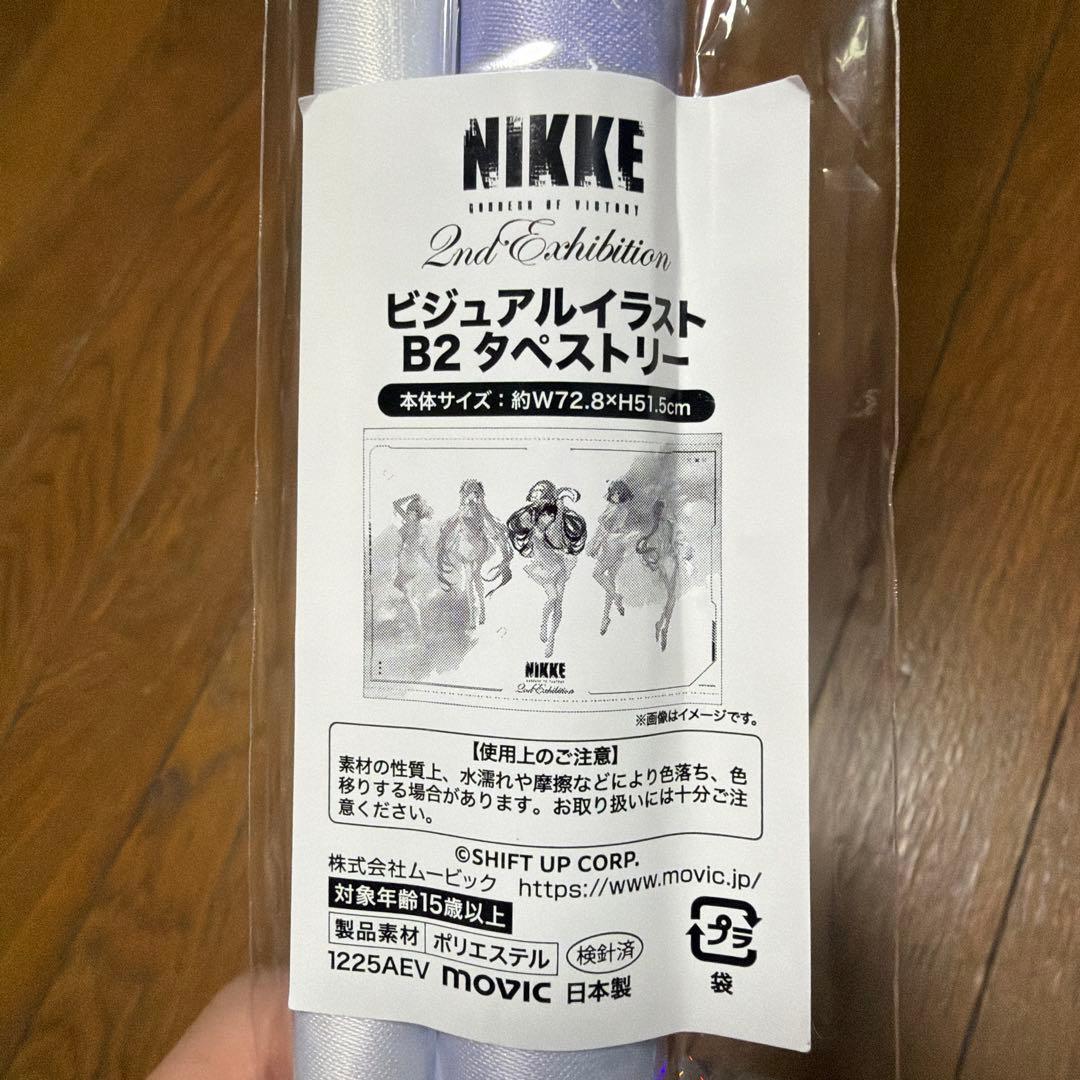 NIKKE
GODDESS OF VICTORY
2nd Exhibition
ビジュアルイラスト
B2 タペストリー
本体サイズ：約W72.8×H51.5cm
NIKKE
GODDESS OF VICTORY
2nd Exhibition
※画像はイメージです。
【使用上のご注意】
素材の性質上、水濡れや摩擦などにより色落ち、色
移りする場合があります。お取り扱いには十分ご注
意ください。
©SHIFT UP CORP.
株式会社ムービック https://www.movic.jp/
対象年齢15歳以上
製品素材 ポリエステル 検針済
1225AEV movic 日本製
プラ
袋